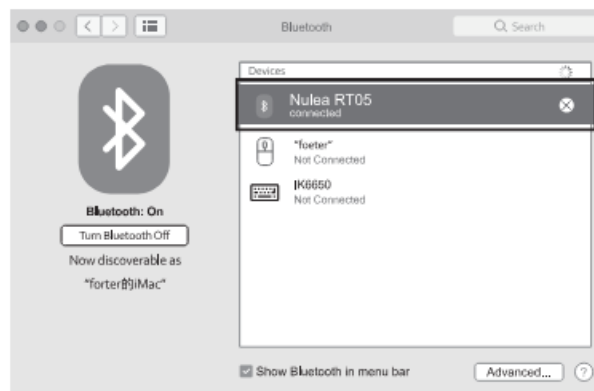 Bluetooth
Search
Devices
Nulea RT05
connected
"foeter"
Not Connected
IK6650
Not Connected
Bluetooth: On
Turn Bluetooth Off
Now discoverable as
"forter的iMac"
Show Bluetooth in menu bar
Advanced...
?